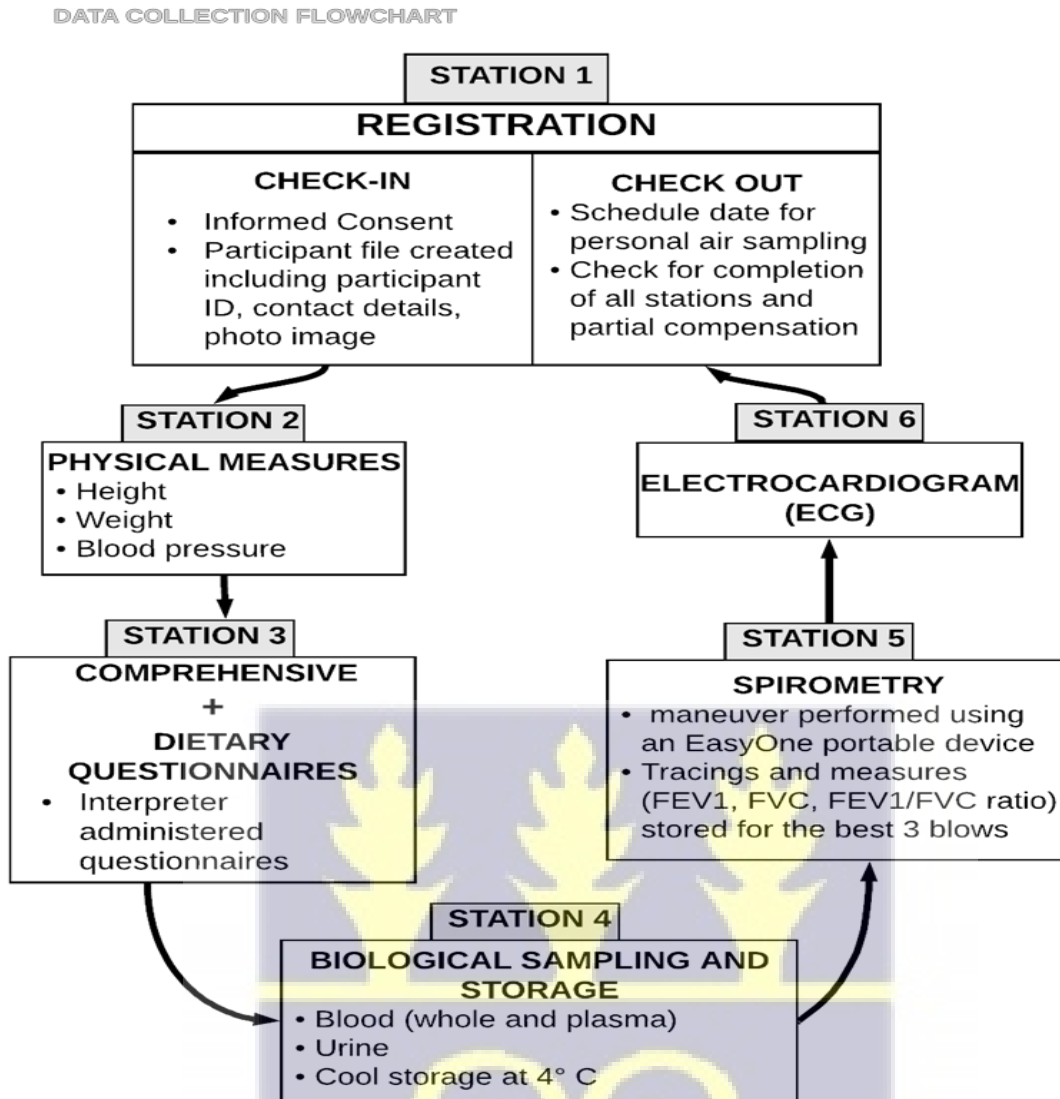 DATA COLLECTION FLOWCHART
STATION 1
REGISTRATION
CHECK-IN
• Informed Consent
• Participant file created
including participant
ID, contact details,
photo image
CHECK OUT
• Schedule date for
personal air sampling
• Check for completion
of all stations and
partial compensation
STATION 2
PHYSICAL MEASURES
• Height
• Weight
• Blood pressure
STATION 3
COMPREHENSIVE
+
DIETARY
QUESTIONNAIRES
• Interpreter
administered
questionnaires
STATION 4
BIOLOGICAL SAMPLING AND
STORAGE
• Blood (whole and plasma)
• Urine
• Cool storage at 4° C
STATION 5
SPIROMETRY
• maneuver performed using
an EasyOne portable device
• Tracings and measures
(FEV1, FVC, FEV1/FVC ratio)
stored for the best 3 blows
STATION 6
ELECTROCARDIOGRAM
(ECG)